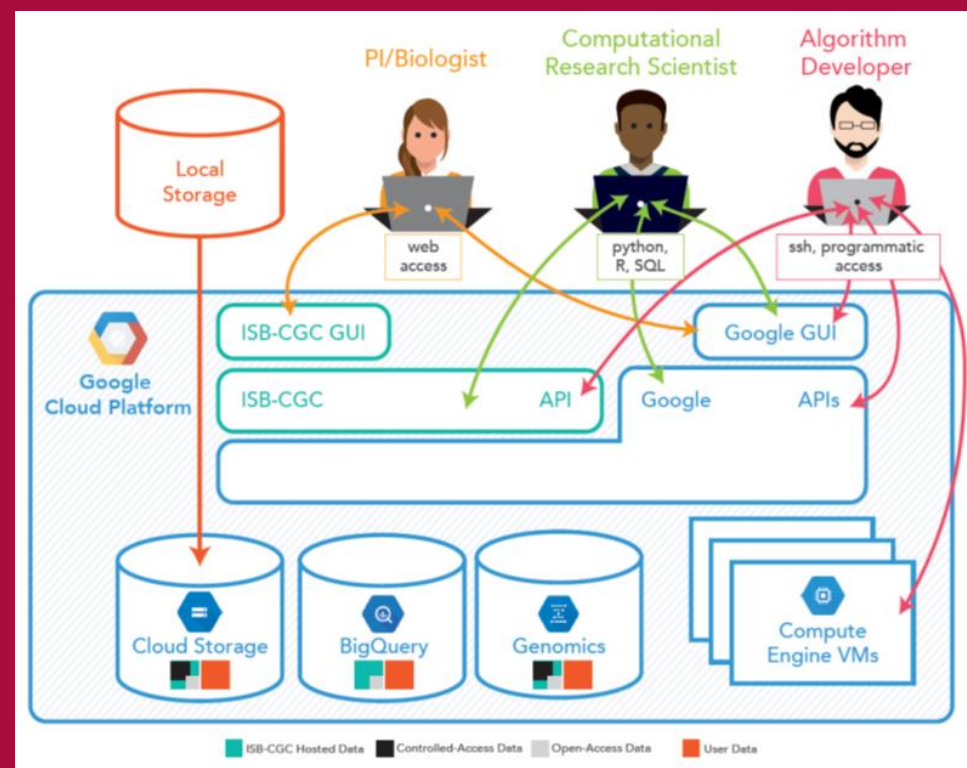 PI/Biologist
Computational
Research Scientist
Algorithm
Developer
Local
Storage
web
access
python,
R, SQL
ssh, programmatic
access
Google
Cloud Platform
ISB-CGC GUI
Google GUI
ISB-CGC API
Google APIs
Cloud Storage
BigQuery
Genomics
Compute
Engine VMs
ISB-CGC Hosted Data Controlled-Access Data Open-Access Data User Data